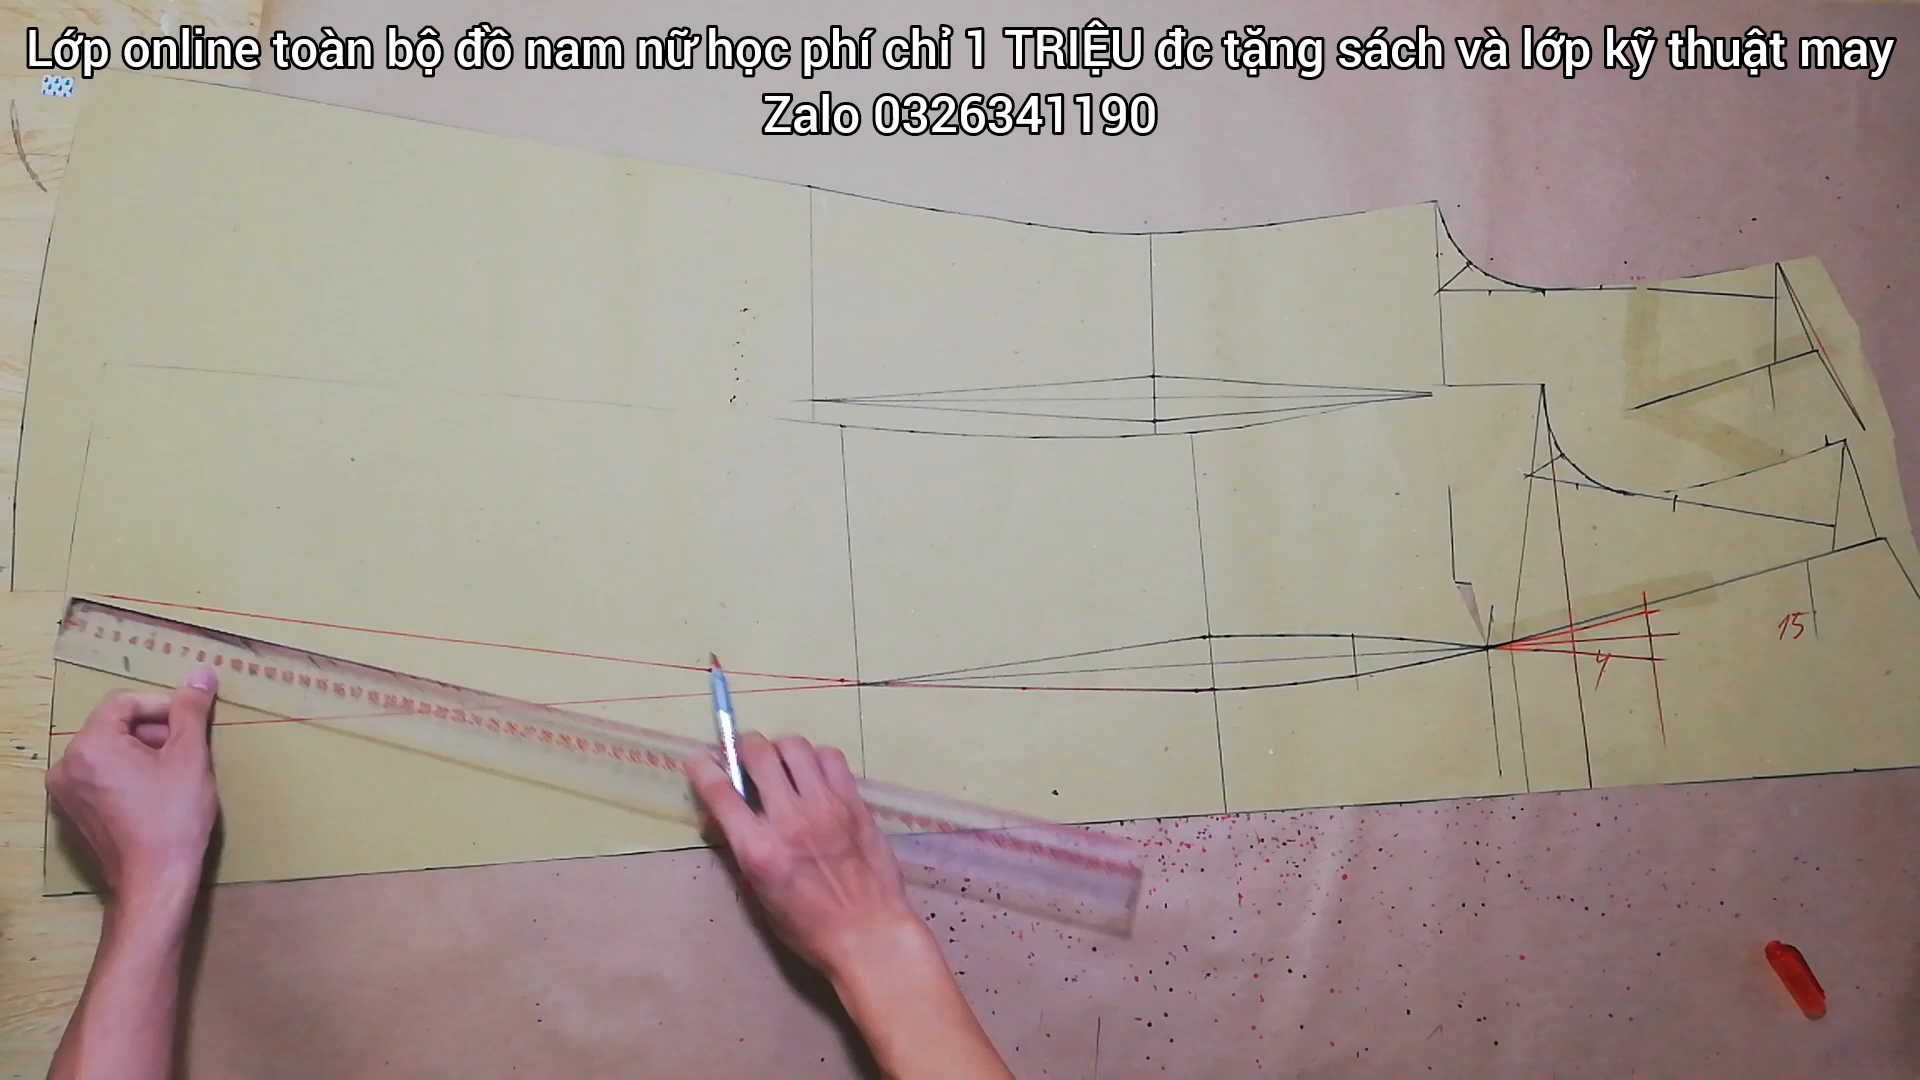 Lớp online toàn bộ đồ nam nữ học phí chỉ 1 TRIỆU đc tặng sách và lớp kỹ thuật may
Zalo 0326341190
15
4